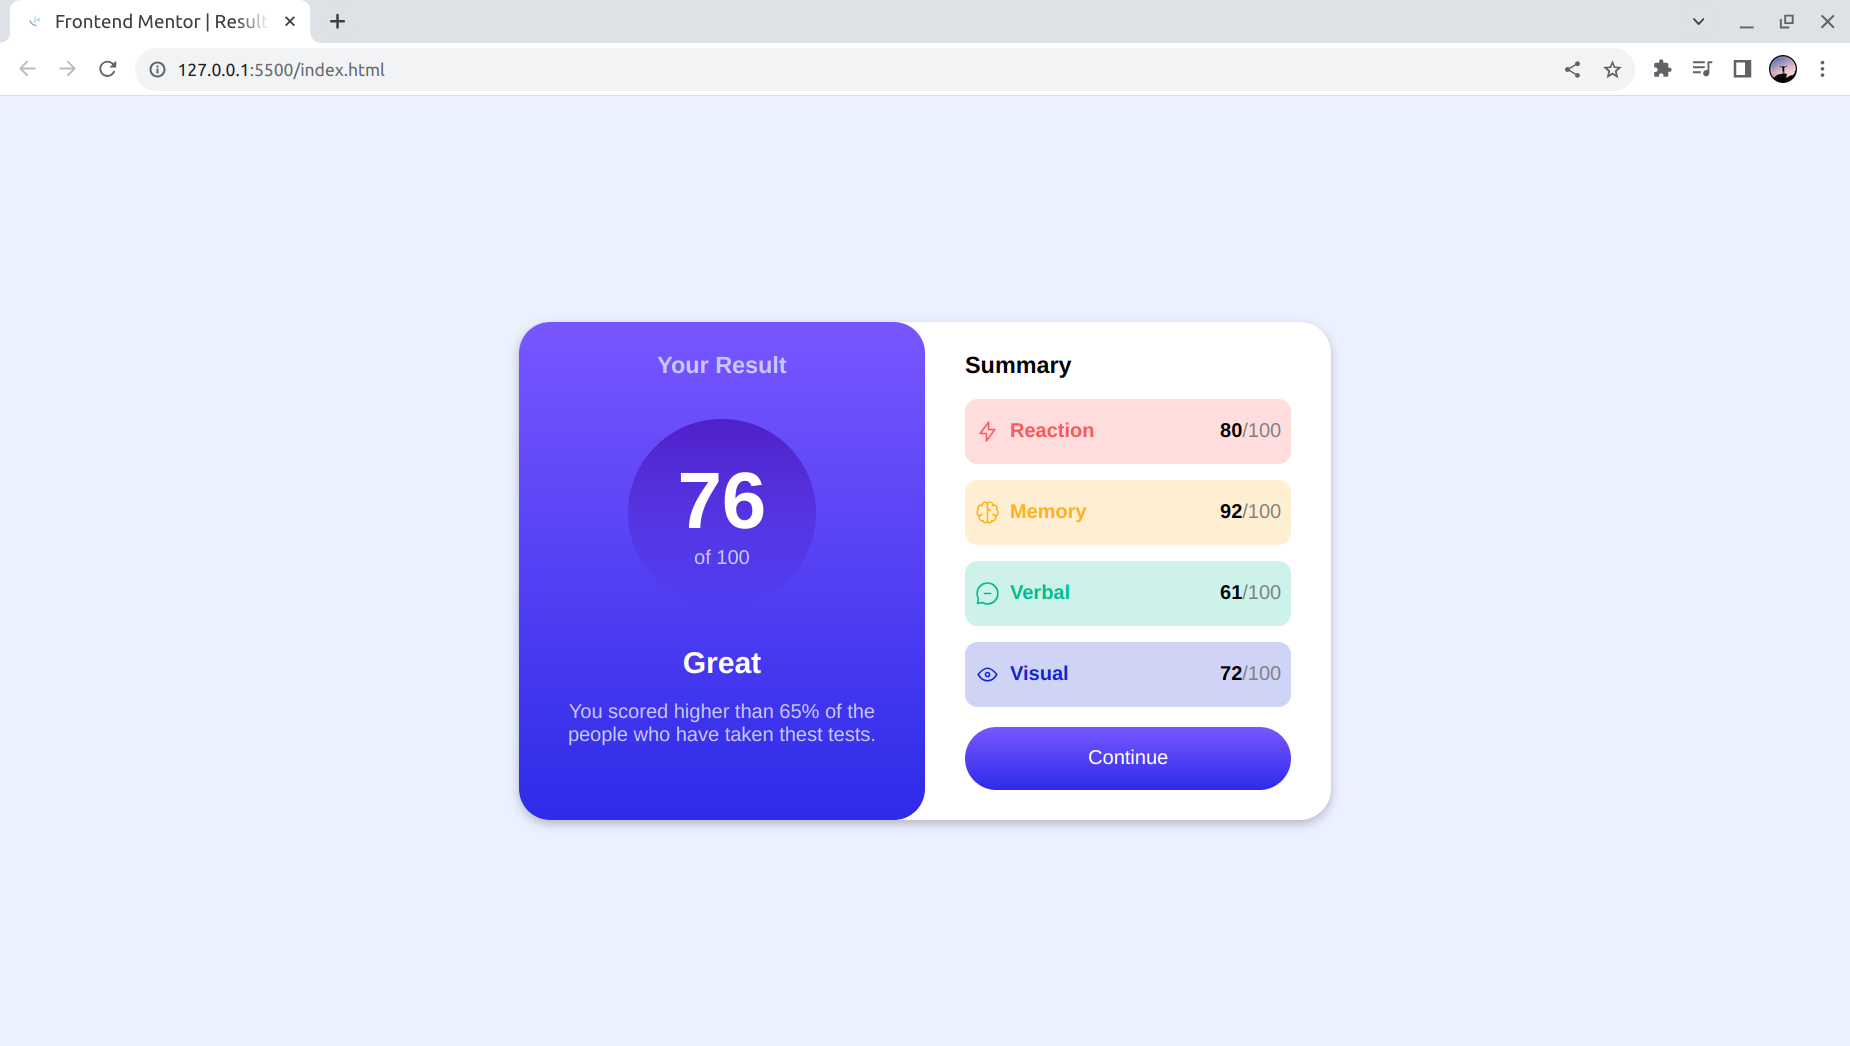 Frontend Mentor | Result
127.0.0.1:5500/index.html
Your Result
76
of 100
Great
You scored higher than 65% of the
people who have taken thest tests.
Summary
Reaction 80/100
Memory 92/100
Verbal 61/100
Visual 72/100
Continue